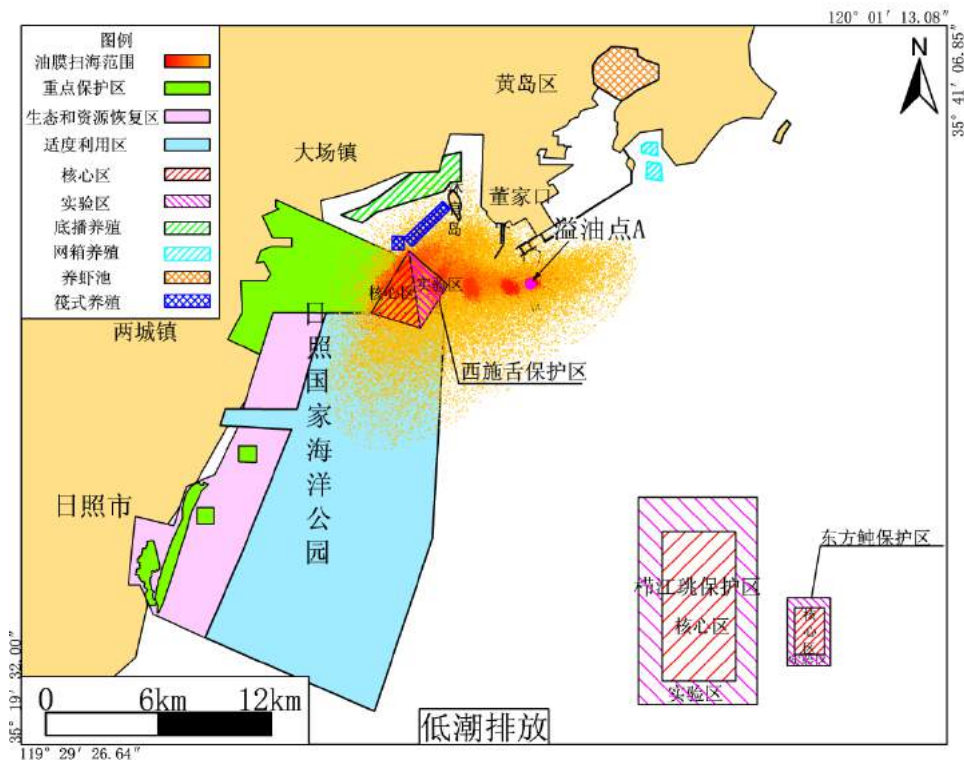 120° 01′ 13.08″
35° 41′ 06.85″
N
图例
油膜扫海范围
重点保护区
生态和资源恢复区
适度利用区
核心区
实验区
底播养殖
网箱养殖
养虾池
筏式养殖
黄岛区
大场镇
董家口
岛
溢油点A
核心区
实验区
两城镇
西施舌保护区
日照国家海洋公园
日照市
东方鲀保护区
栉江珧保护区
核心区
实验区
核心区
35° 19′ 32.00″
0 6km 12km
低潮排放
119° 29′ 26.64″